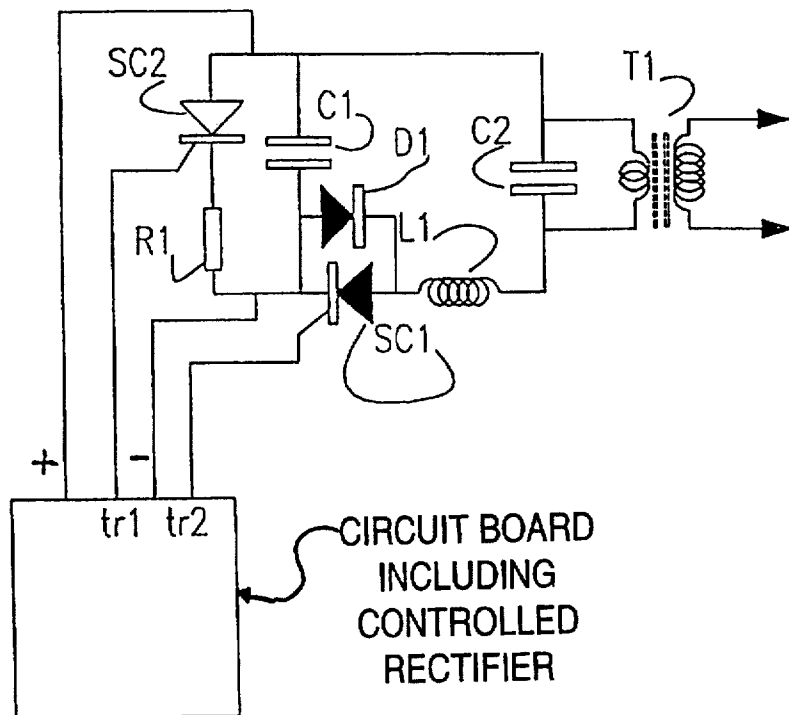 SC2
C1
T1
D1
C2
L1
R1
SC1
+
-
tr1 tr2
CIRCUIT BOARD
INCLUDING
CONTROLLED
RECTIFIER